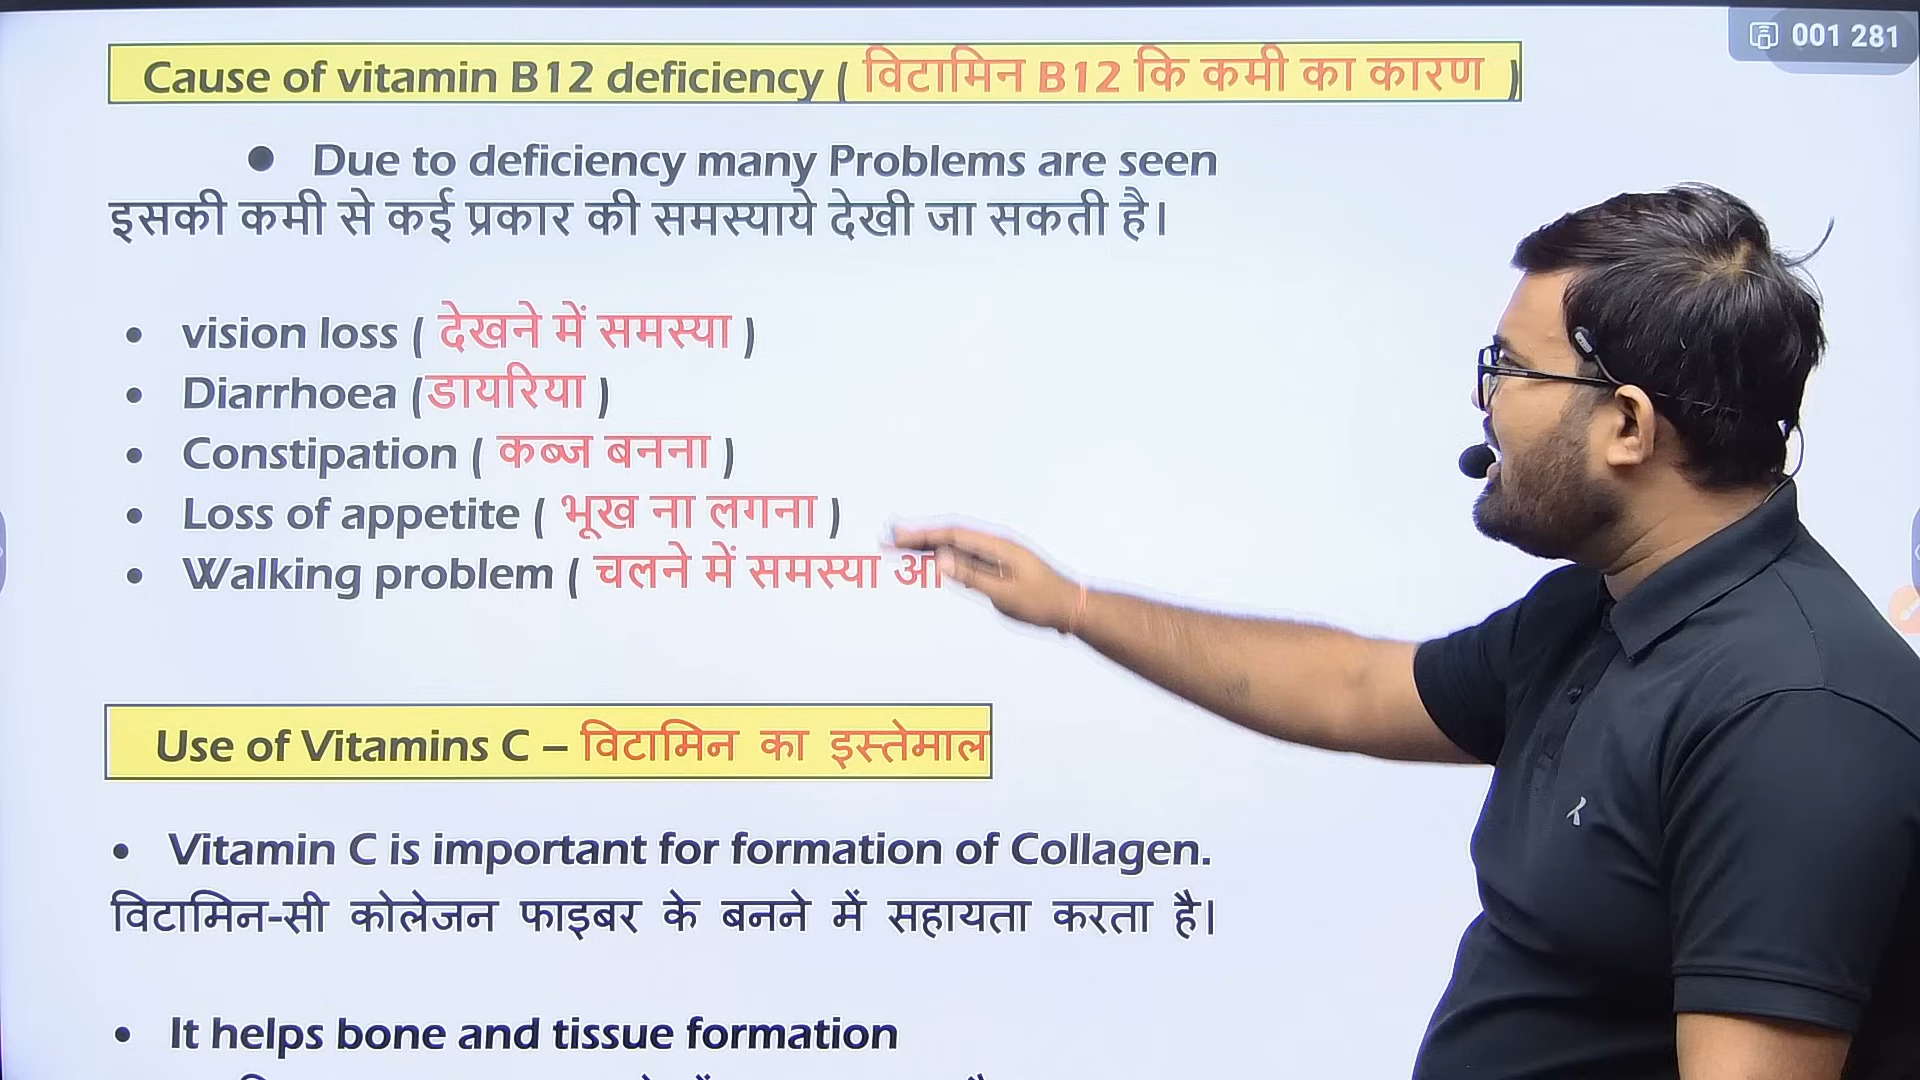 001 281
Cause of vitamin B12 deficiency ( विटामिन B12 कि कमी का कारण )
● Due to deficiency many Problems are seen
इसकी कमी से कई प्रकार की समस्याये देखी जा सकती है।
• vision loss ( देखने में समस्या )
• Diarrhoea (डायरिया )
• Constipation ( कब्ज बनना )
• Loss of appetite ( भूख ना लगना )
• Walking problem ( चलने में समस्या
Use of Vitamins C – विटामिन का इस्तेमाल
• Vitamin C is important for formation of Collagen.
विटामिन-सी कोलेजन फाइबर के बनने में सहायता करता है।
• It helps bone and tissue formation